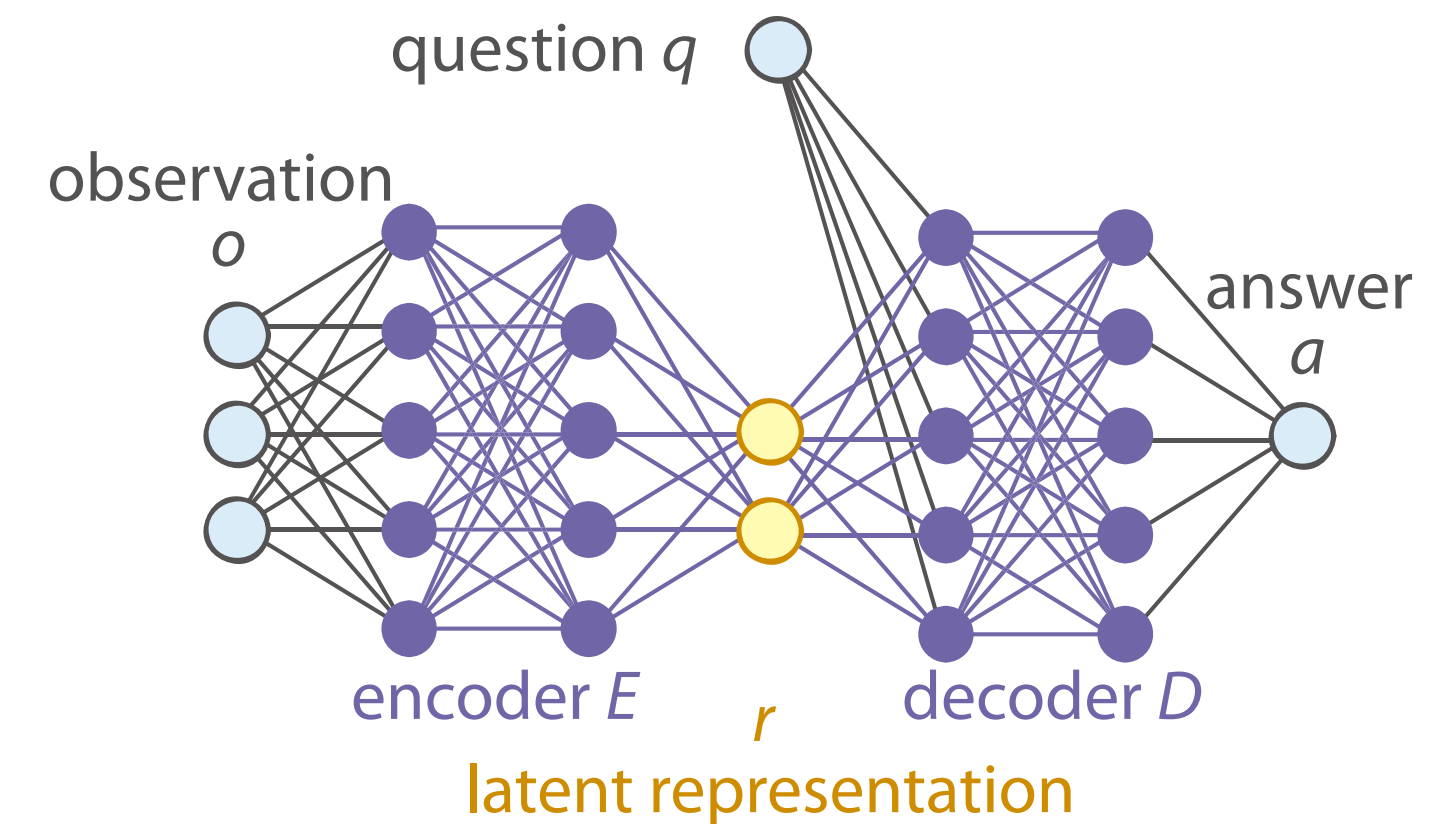 question q
observation
o
answer
a
encoder E
decoder D
r
latent representation